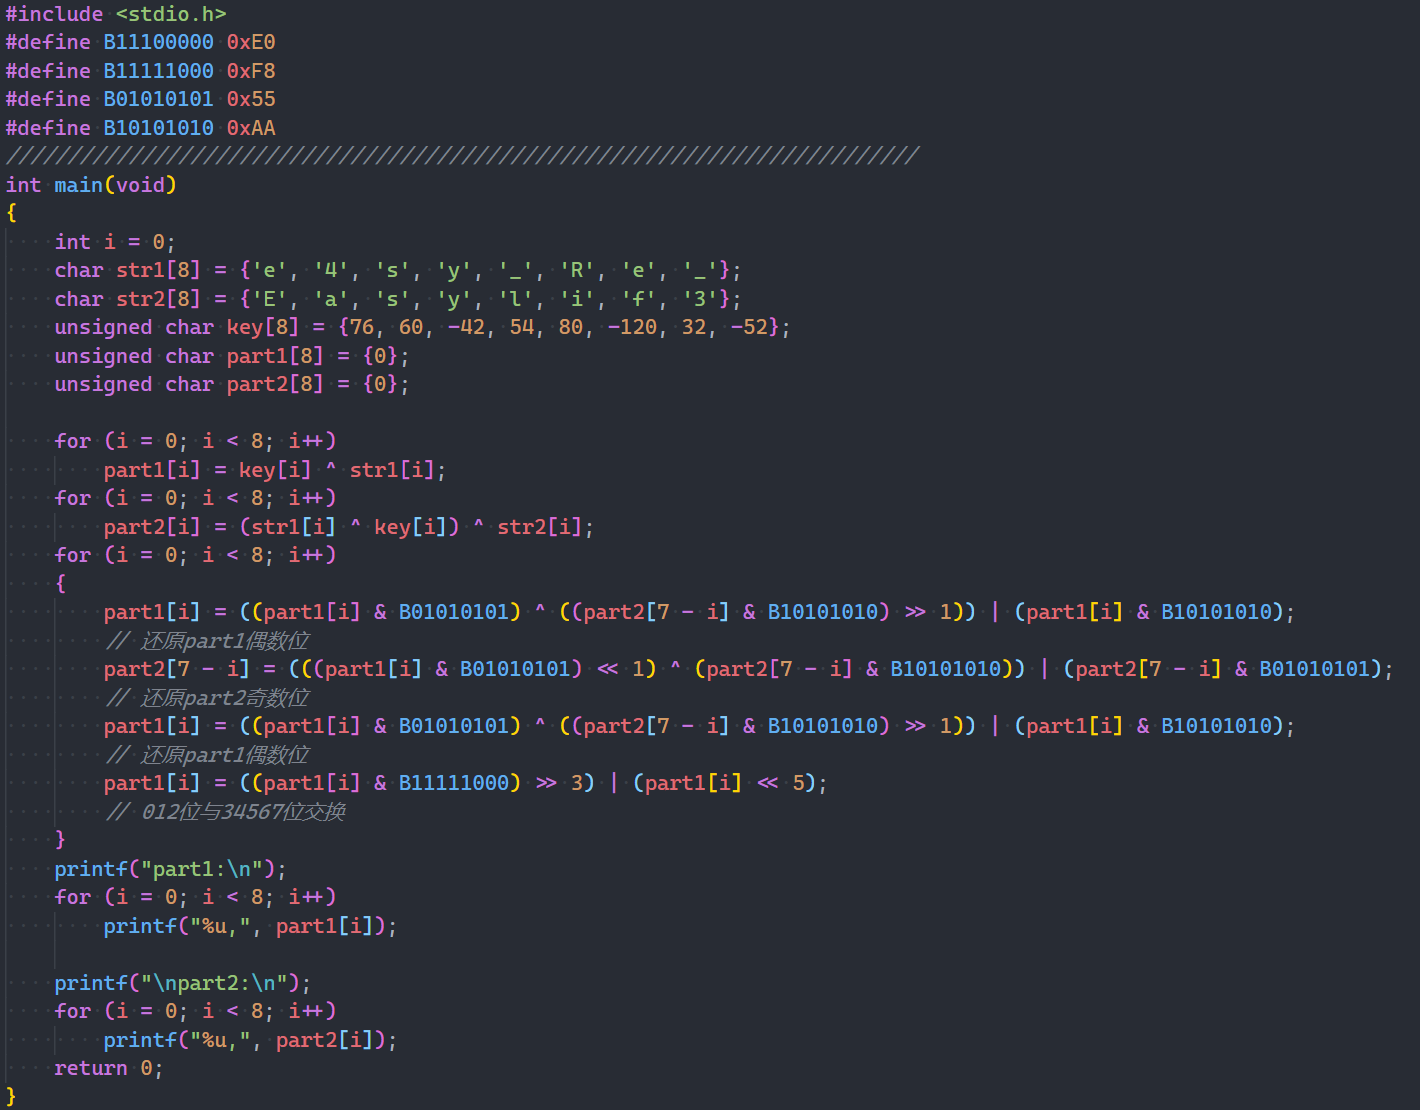 #include <stdio.h>
#define B11100000 0xE0
#define B11111000 0xF8
#define B01010101 0x55
#define B10101010 0xAA
///////////////////////////////////////////////////////////////////////////
int main(void)
{
    int i = 0;
    char str1[8] = {'e', '4', 's', 'y', '_', 'R', 'e', '_'};
    char str2[8] = {'E', 'a', 's', 'y', 'l', 'i', 'f', '3'};
    unsigned char key[8] = {76, 60, -42, 54, 80, -120, 32, -52};
    unsigned char part1[8] = {0};
    unsigned char part2[8] = {0};

    for (i = 0; i < 8; i++)
        part1[i] = key[i] ^ str1[i];
    for (i = 0; i < 8; i++)
        part2[i] = (str1[i] ^ key[i]) ^ str2[i];
    for (i = 0; i < 8; i++)
    {
        part1[i] = ((part1[i] & B01010101) ^ ((part2[7 - i] & B10101010) >> 1)) | (part1[i] & B10101010);
        // 还原part1偶数位
        part2[7 - i] = (((part1[i] & B01010101) << 1) ^ (part2[7 - i] & B10101010)) | (part2[7 - i] & B01010101);
        // 还原part2奇数位
        part1[i] = ((part1[i] & B01010101) ^ ((part2[7 - i] & B10101010) >> 1)) | (part1[i] & B10101010);
        // 还原part1偶数位
        part1[i] = ((part1[i] & B11111000) >> 3) | (part1[i] << 5);
        // 012位与34567位交换
    }
    printf("part1:\n");
    for (i = 0; i < 8; i++)
        printf("%u,", part1[i]);

    printf("\npart2:\n");
    for (i = 0; i < 8; i++)
        printf("%u,", part2[i]);
    return 0;
}